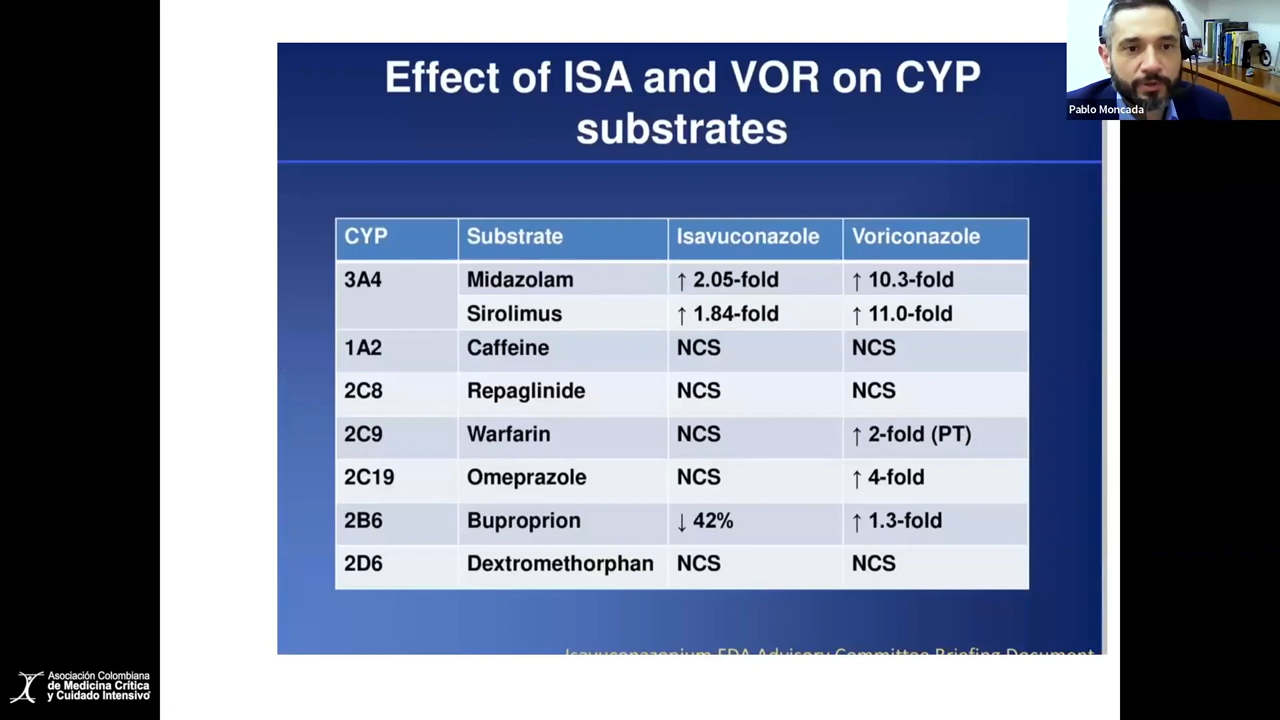 Effect of ISA and VOR on CYP
substrates
Pablo Moncada
CYP Substrate Isavuconazole Voriconazole
3A4 Midazolam ↑ 2.05-fold ↑ 10.3-fold
Sirolimus ↑ 1.84-fold ↑ 11.0-fold
1A2 Caffeine NCS NCS
2C8 Repaglinide NCS NCS
2C9 Warfarin NCS ↑ 2-fold (PT)
2C19 Omeprazole NCS ↑ 4-fold
2B6 Buproprion ↓ 42% ↑ 1.3-fold
2D6 Dextromethorphan NCS NCS
Isavuconazonium FDA Advisory Committee Briefing Document
Asociación Colombiana
de Medicina Crítica
y Cuidado Intensivo